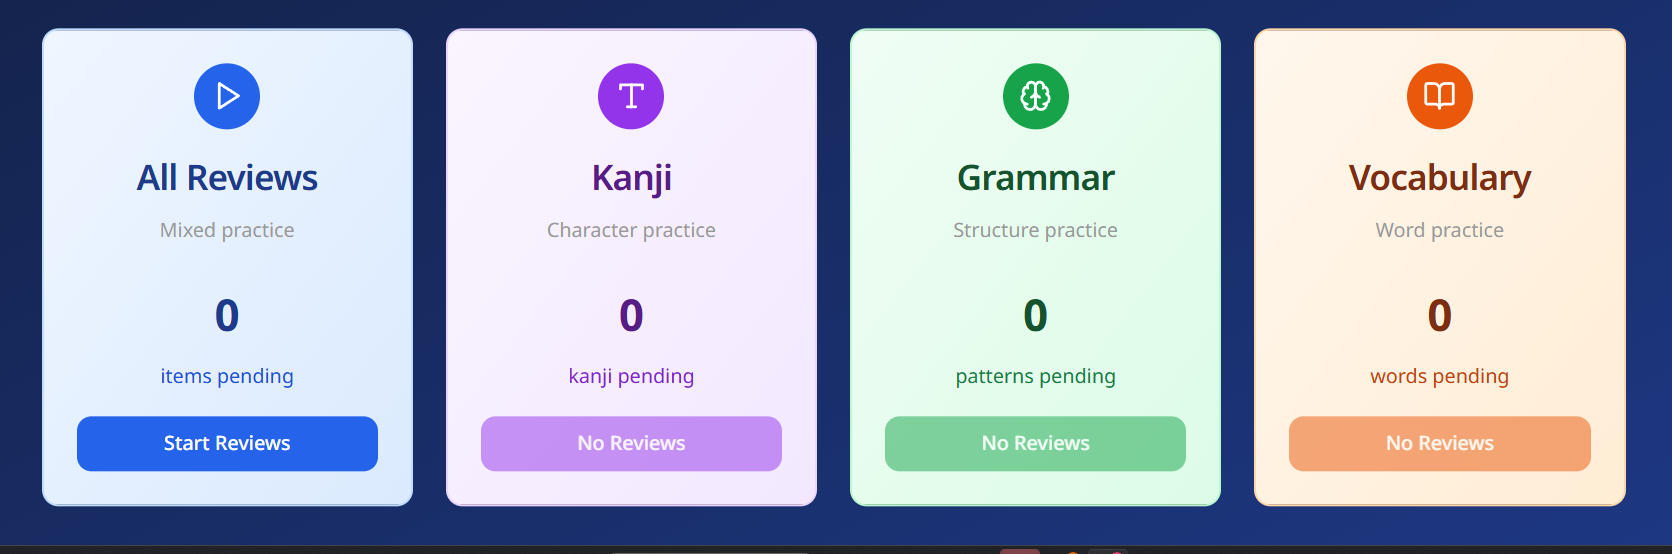 All Reviews
Mixed practice
0
items pending
Start Reviews
Kanji
Character practice
0
kanji pending
No Reviews
Grammar
Structure practice
0
patterns pending
No Reviews
Vocabulary
Word practice
0
words pending
No Reviews